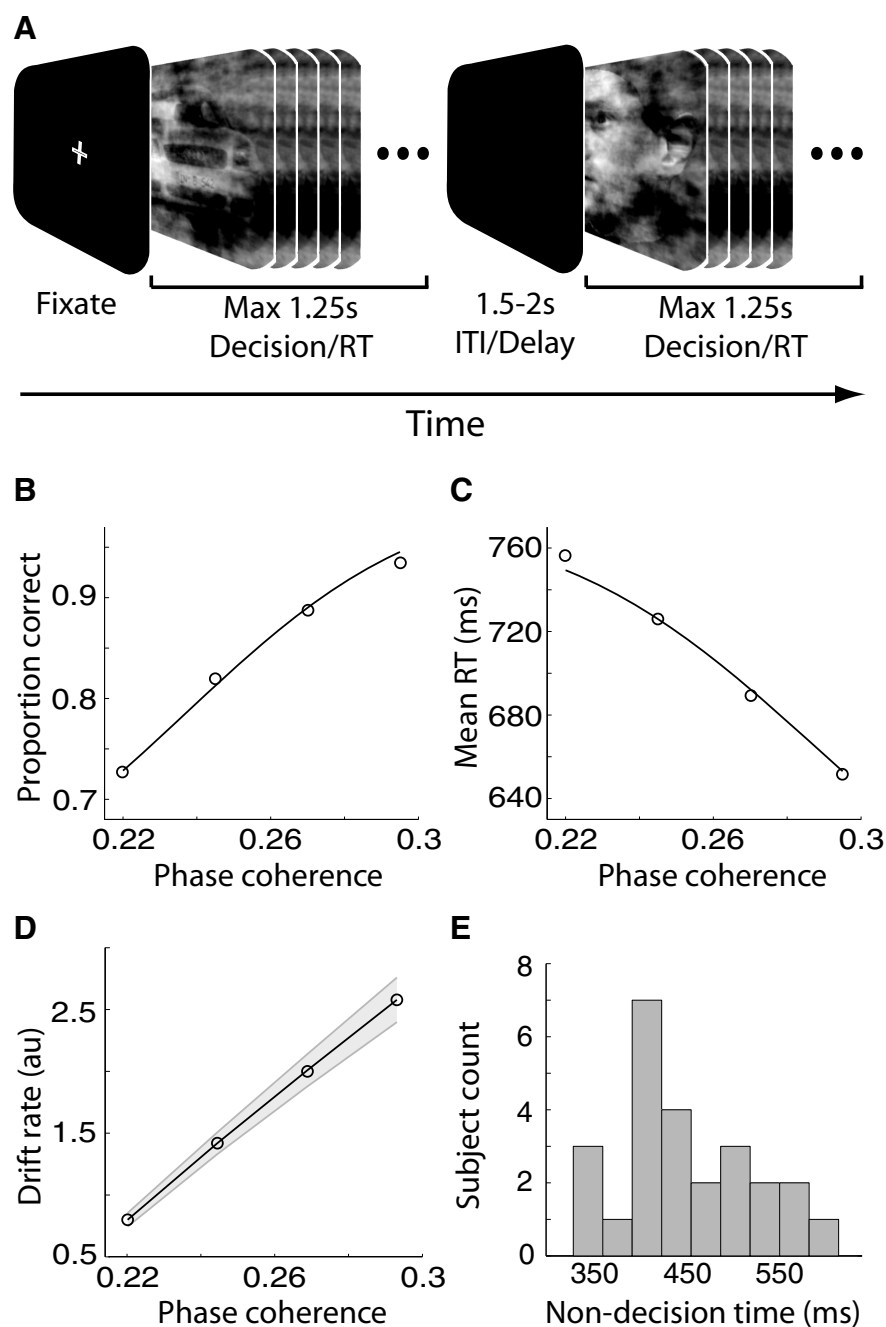 A
Fixate
Max 1.25s
Decision/RT
1.5-2s
ITI/Delay
Max 1.25s
Decision/RT
Time
B
Proportion correct
0.9
0.8
0.7
0.22 0.26 0.3
Phase coherence
C
Mean RT (ms)
760
720
680
640
0.22 0.26 0.3
Phase coherence
D
Drift rate (au)
2.5
1.5
0.5
0.22 0.26 0.3
Phase coherence
E
Subject count
8
6
4
2
0
350 450 550
Non-decision time (ms)